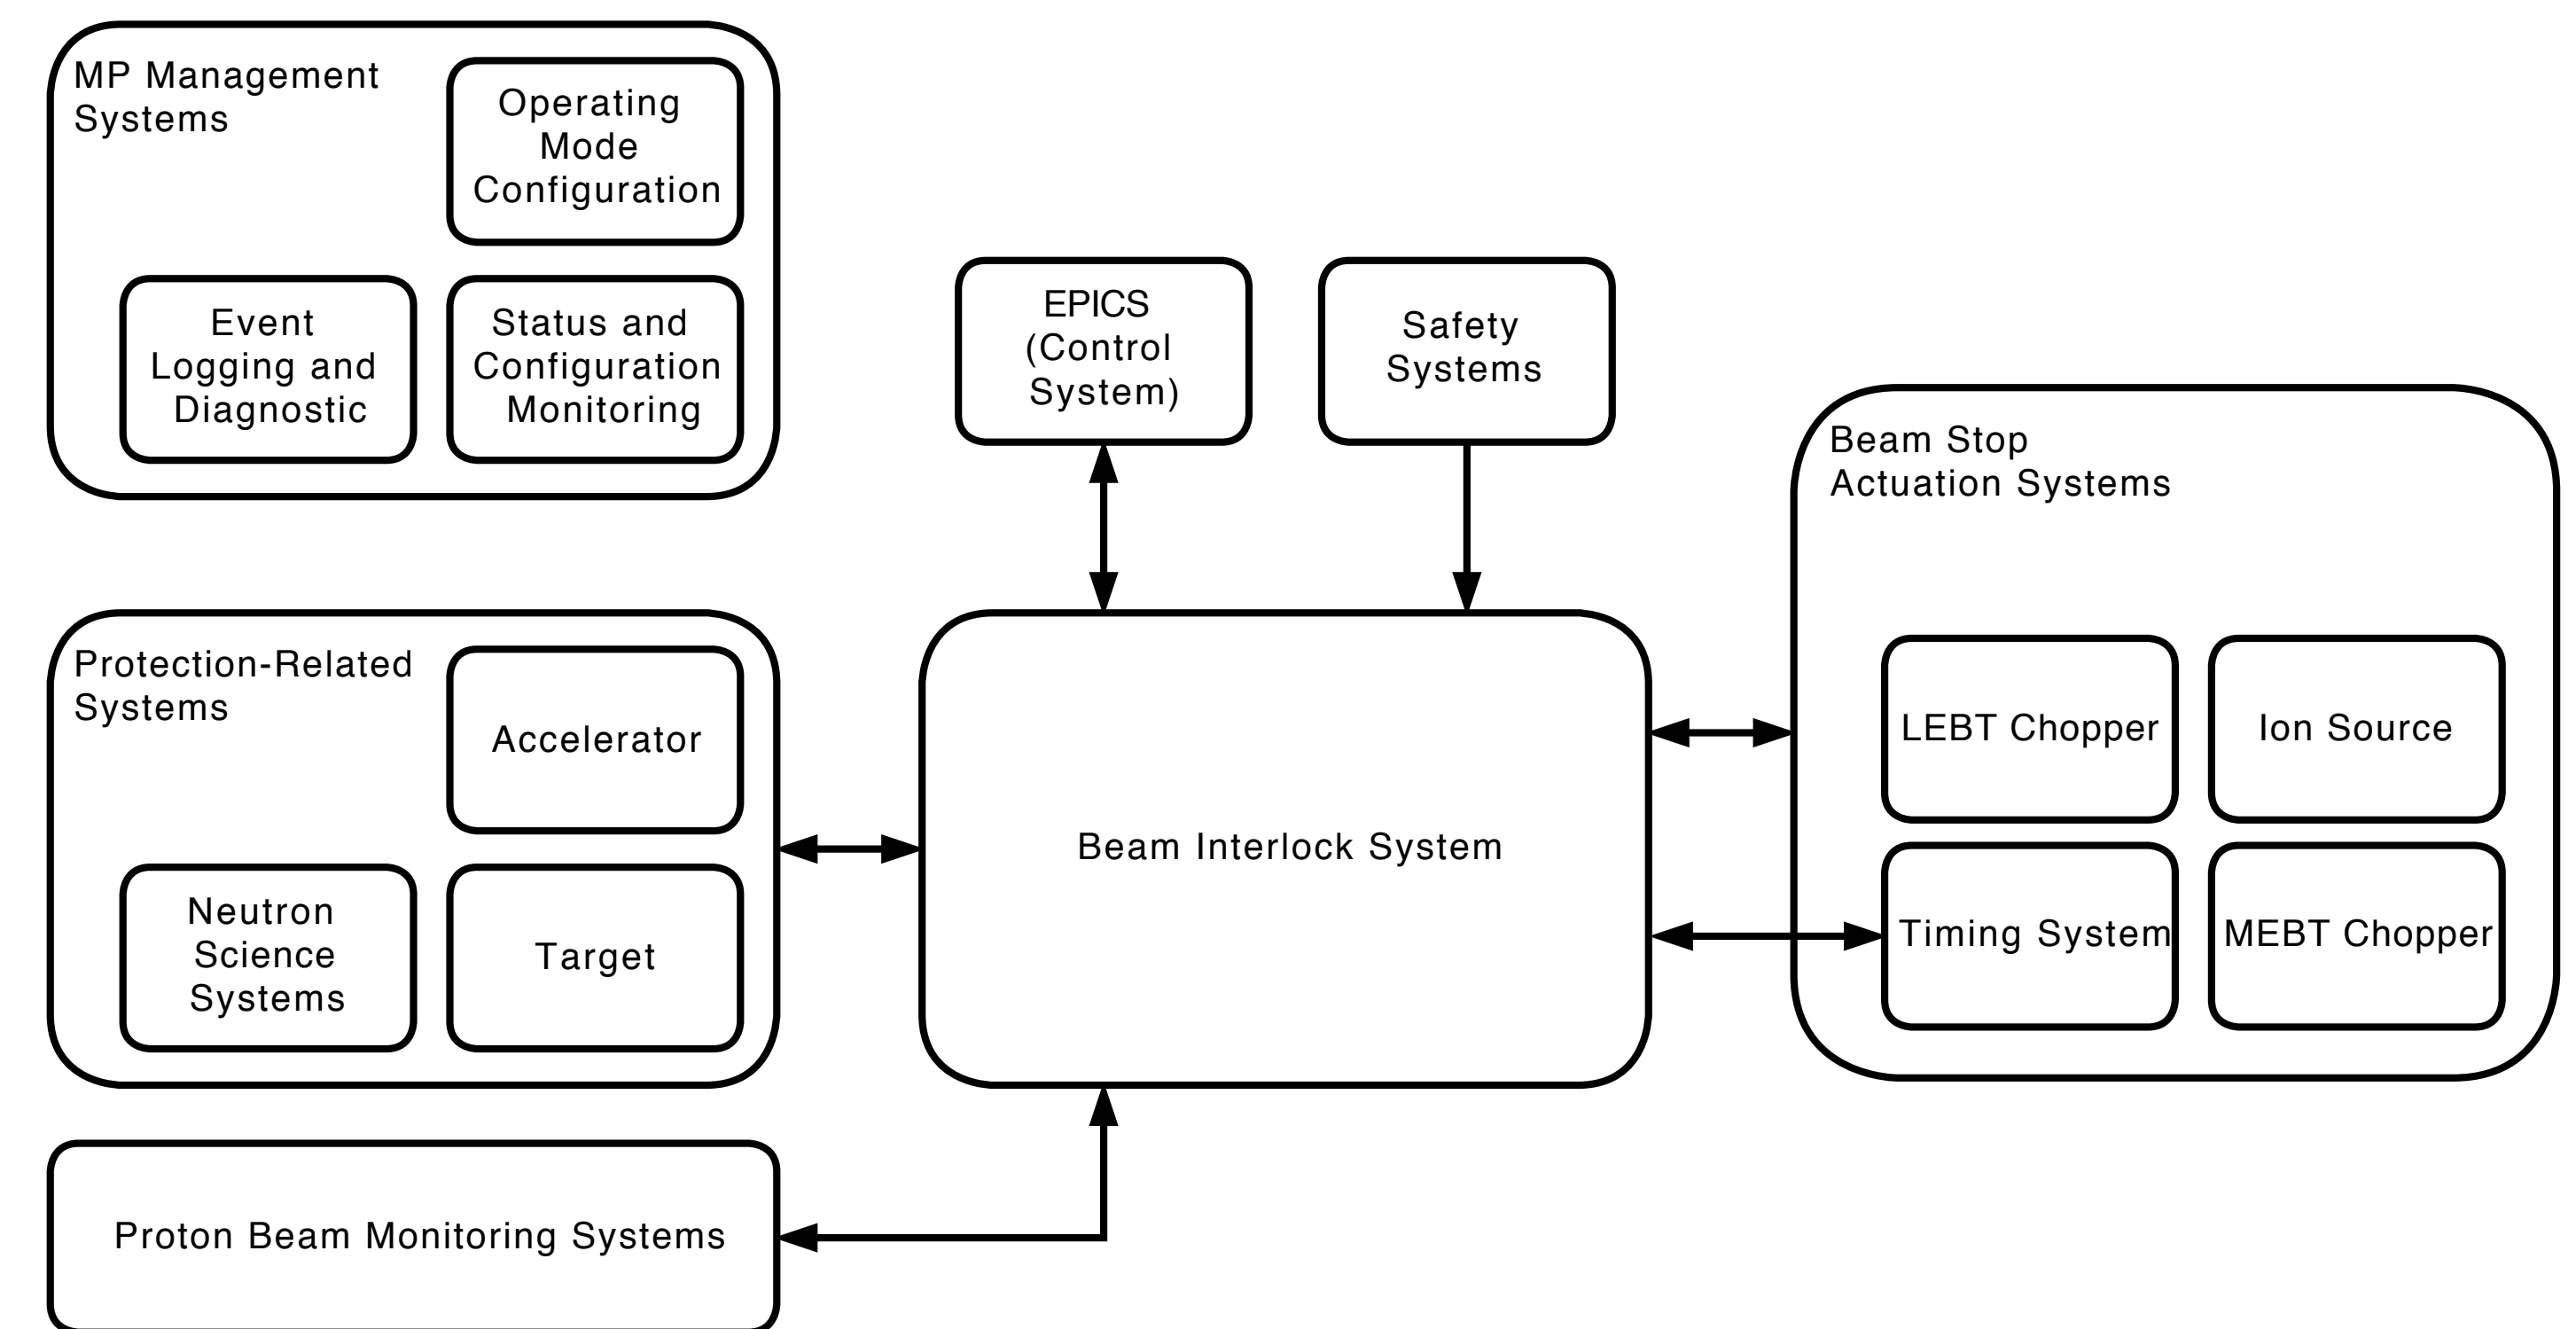 MP Management
Systems
Operating
Mode
Configuration
Event
Logging and
Diagnostic
Status and
Configuration
Monitoring
EPICS
(Control
System)
Safety
Systems
Beam Stop
Actuation Systems
LEBT Chopper
Ion Source
Timing System
MEBT Chopper
Protection-Related
Systems
Accelerator
Neutron
Science
Systems
Target
Beam Interlock System
Proton Beam Monitoring Systems